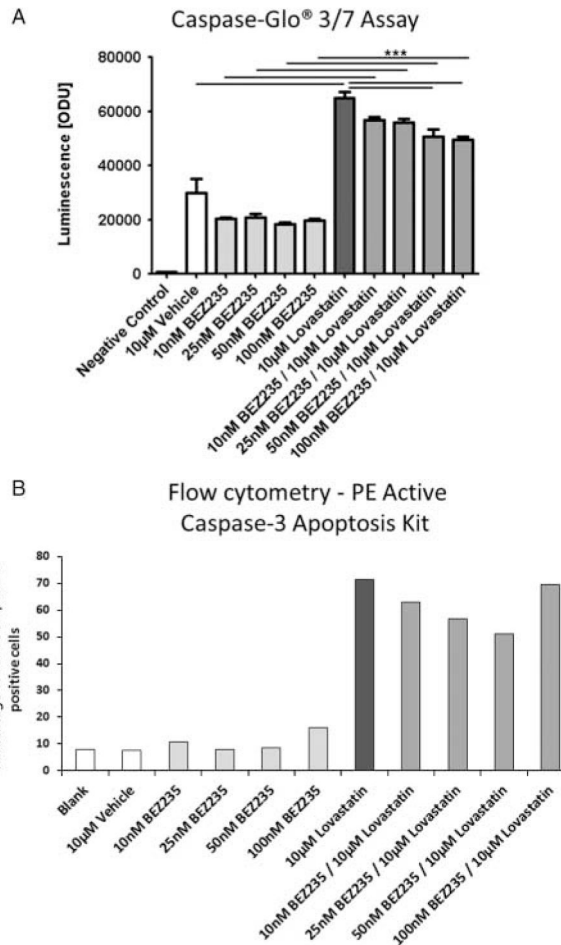 A
Caspase-Glo® 3/7 Assay
***
Luminescence [ODU]
80000
60000
40000
20000
0
Negative Control
10µM Vehicle
10nM BEZ235
25nM BEZ235
50nM BEZ235
100nM BEZ235
10µM Lovastatin
10nM BEZ235 / 10µM Lovastatin
25nM BEZ235 / 10µM Lovastatin
50nM BEZ235 / 10µM Lovastatin
100nM BEZ235 / 10µM Lovastatin
B
Flow cytometry - PE Active
Caspase-3 Apoptosis Kit
positive cells
80
70
60
50
40
30
20
10
0
Blank
10µM Vehicle
10nM BEZ235
25nM BEZ235
50nM BEZ235
100nM BEZ235
10µM Lovastatin
10nM BEZ235 / 10µM Lovastatin
25nM BEZ235 / 10µM Lovastatin
50nM BEZ235 / 10µM Lovastatin
100nM BEZ235 / 10µM Lovastatin